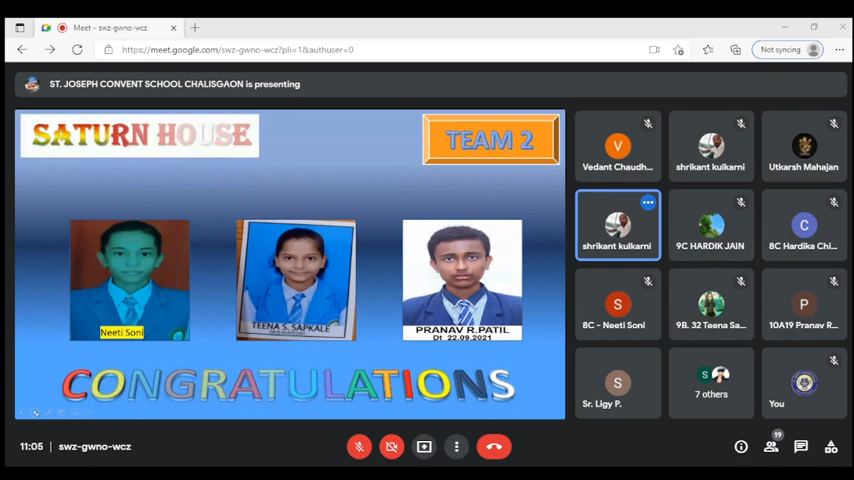 Meet – swz-gwno-wcz
https://meet.google.com/swz-gwno-wcz?pli=1&authuser=0
Not syncing
ST. JOSEPH CONVENT SCHOOL CHALISGAON is presenting
SATURN HOUSE
TEAM 2
Neeti Soni
TEENA S. SAPKALE
PRANAV R.PATIL
Dt 22.09.2021
CONGRATULATIONS
V
Vedant Chaudh...
shrikant kulkarni
Utkarsh Mahajan
shrikant kulkarni
9C HARDIK JAIN
C
8C Hardika Chi...
S
8C - Neeti Soni
9B. 32 Teena Sa...
P
10A19 Pranav R...
S
Sr. Ligy P.
S
7 others
You
11:05 | swz-gwno-wcz
19